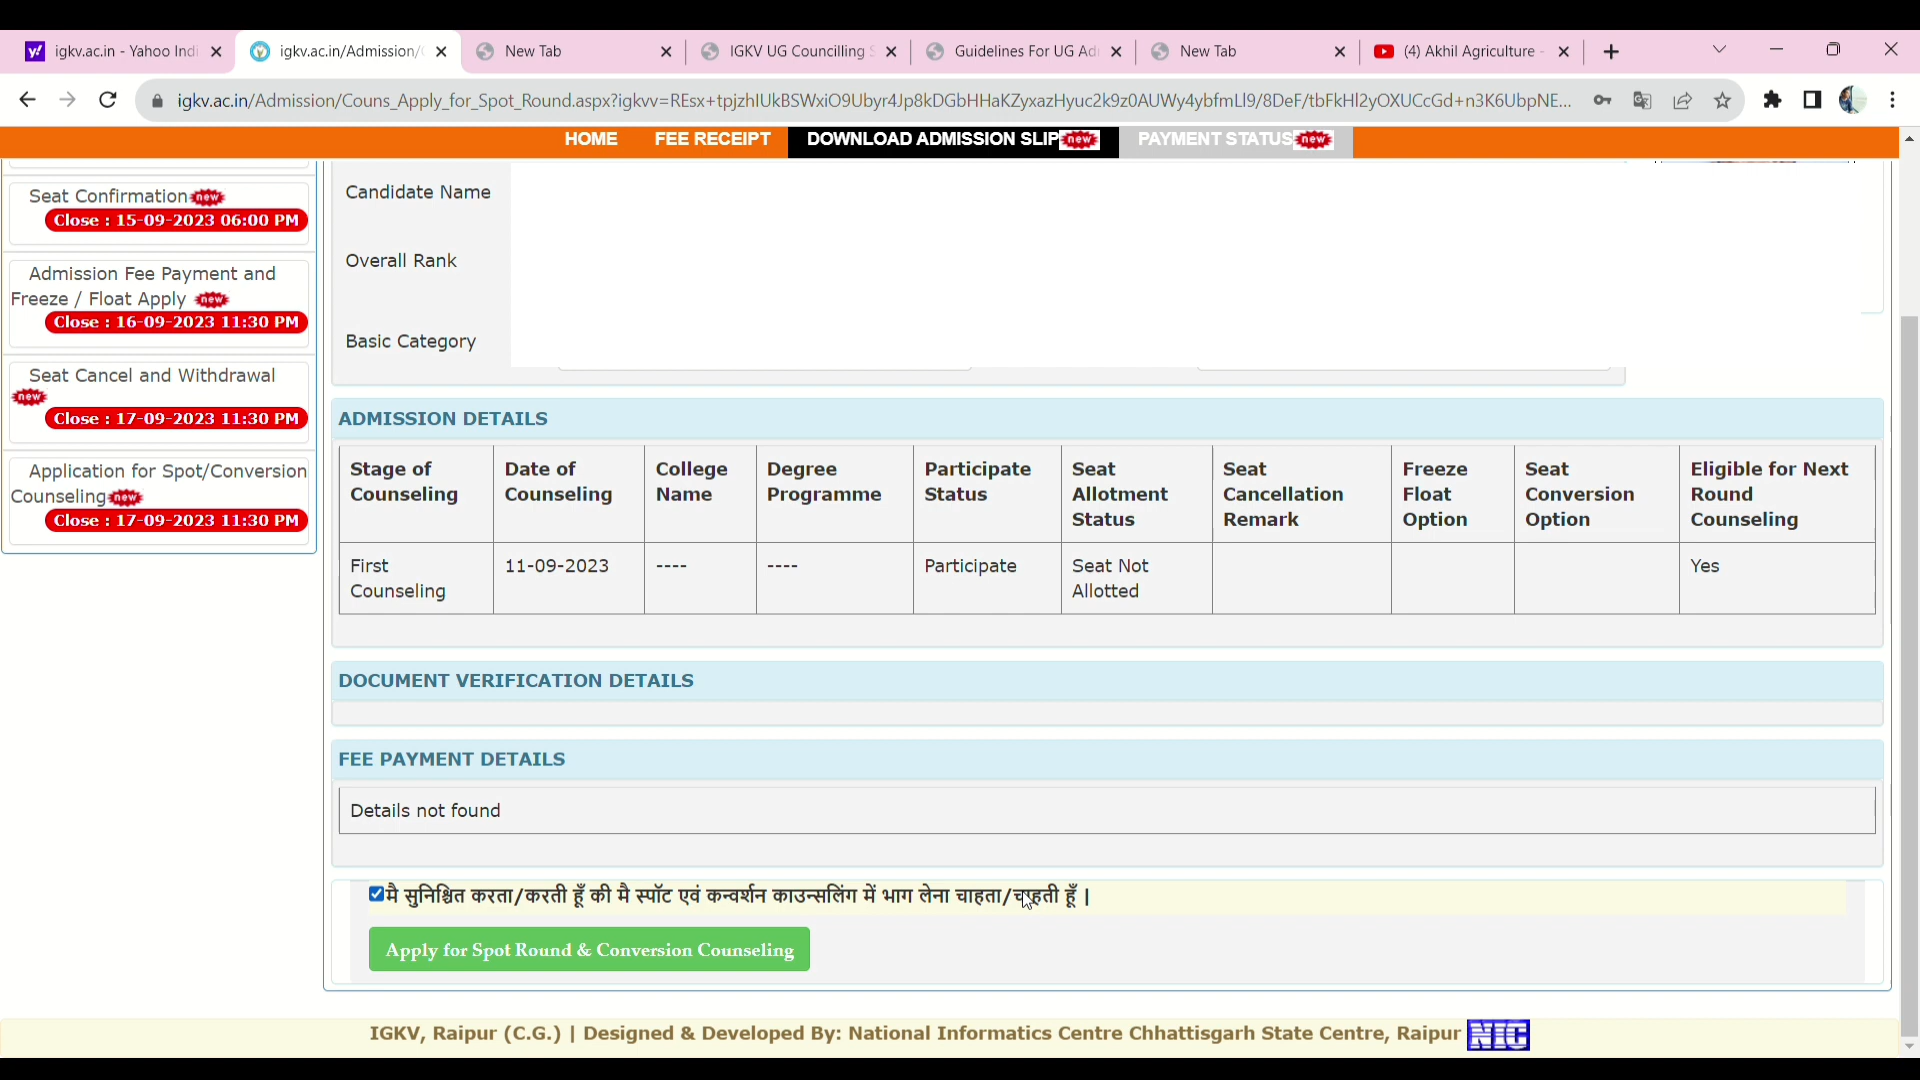 igkv.ac.in - Yahoo Indi
igkv.ac.in/Admission/
New Tab
IGKV UG Councilling S
Guidelines For UG Ad
New Tab
(4) Akhil Agriculture -
igkv.ac.in/Admission/Couns_Apply_for_Spot_Round.aspx?igkvv=REsx+tpjzhIUkBSWxiO9Ubyr4Jp8kDGbHHaKZyxazHyuc2k9z0AUWy4ybfmLl9/8DeF/tbFkHl2yOXUCcGd+n3K6UbpNE...
HOME
FEE RECEIPT
DOWNLOAD ADMISSION SLIP new
PAYMENT STATUS new
Seat Confirmation new
Close : 15-09-2023 06:00 PM
Admission Fee Payment and
Freeze / Float Apply new
Close : 16-09-2023 11:30 PM
Seat Cancel and Withdrawal
new
Close : 17-09-2023 11:30 PM
Application for Spot/Conversion
Counseling new
Close : 17-09-2023 11:30 PM
Candidate Name
Overall Rank
Basic Category
ADMISSION DETAILS
Stage of Counseling
Date of Counseling
College Name
Degree Programme
Participate Status
Seat Allotment Status
Seat Cancellation Remark
Freeze Float Option
Seat Conversion Option
Eligible for Next Round Counseling
First Counseling
11-09-2023
----
----
Participate
Seat Not Allotted
Yes
DOCUMENT VERIFICATION DETAILS
FEE PAYMENT DETAILS
Details not found
मै सुनिश्चित करता/करती हूँ की मै स्पॉट एवं कन्वर्शन काउन्सलिंग में भाग लेना चाहता/चाहती हूँ |
Apply for Spot Round & Conversion Counseling
IGKV, Raipur (C.G.) | Designed & Developed By: National Informatics Centre Chhattisgarh State Centre, Raipur NIC